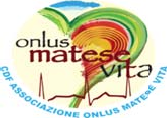 onlus
matese
vita
CDF ASSOCIAZIONE ONLUS MATESE VITA